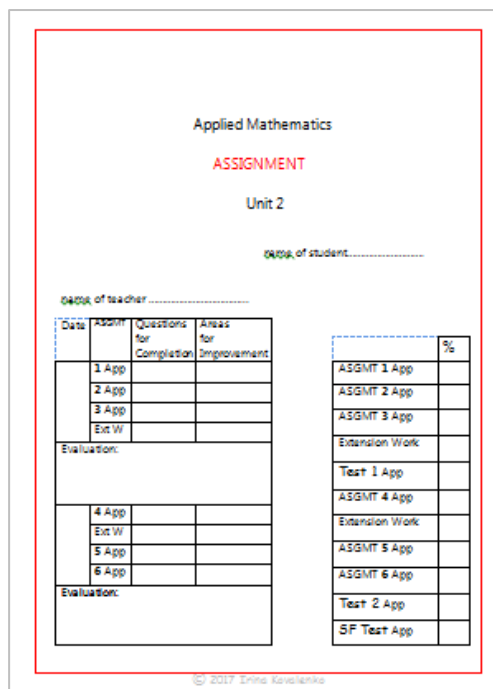 Applied Mathematics
ASSIGNMENT
Unit 2
name of student..........................
name of teacher ...................................
Date ASGMT Questions for Completion Areas for Improvement
1 App
2 App
3 App
Ext W
Evaluation:
4 App
Ext W
5 App
6 App
Evaluation:
%
ASGMT 1 App
ASGMT 2 App
ASGMT 3 App
Extension Work
Test 1 App
ASGMT 4 App
Extension Work
ASGMT 5 App
ASGMT 6 App
Test 2 App
SF Test App
© 2017 Irina Kovalenko